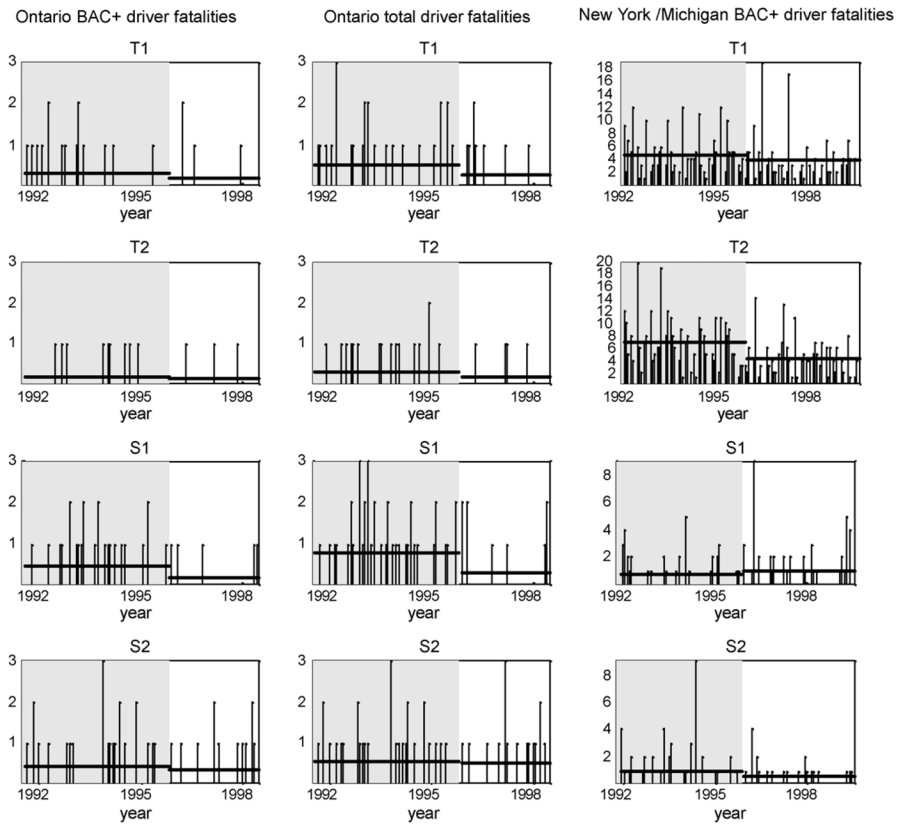 Ontario BAC+ driver fatalities
Ontario total driver fatalities
New York /Michigan BAC+ driver fatalities
T1
3
2
1
1992 1995 1998
year
T1
3
2
1
1992 1995 1998
year
T1
18
16
14
12
10
8
6
4
2
1992 1995 1998
year
T2
3
2
1
1992 1995 1998
year
T2
3
2
1
1992 1995 1998
year
T2
20
18
16
14
12
10
8
6
4
2
1992 1995 1998
year
S1
3
2
1
1992 1995 1998
year
S1
3
2
1
1992 1995 1998
year
S1
8
6
4
2
1992 1995 1998
year
S2
3
2
1
1992 1995 1998
year
S2
3
2
1
1992 1995 1998
year
S2
8
6
4
2
1992 1995 1998
year